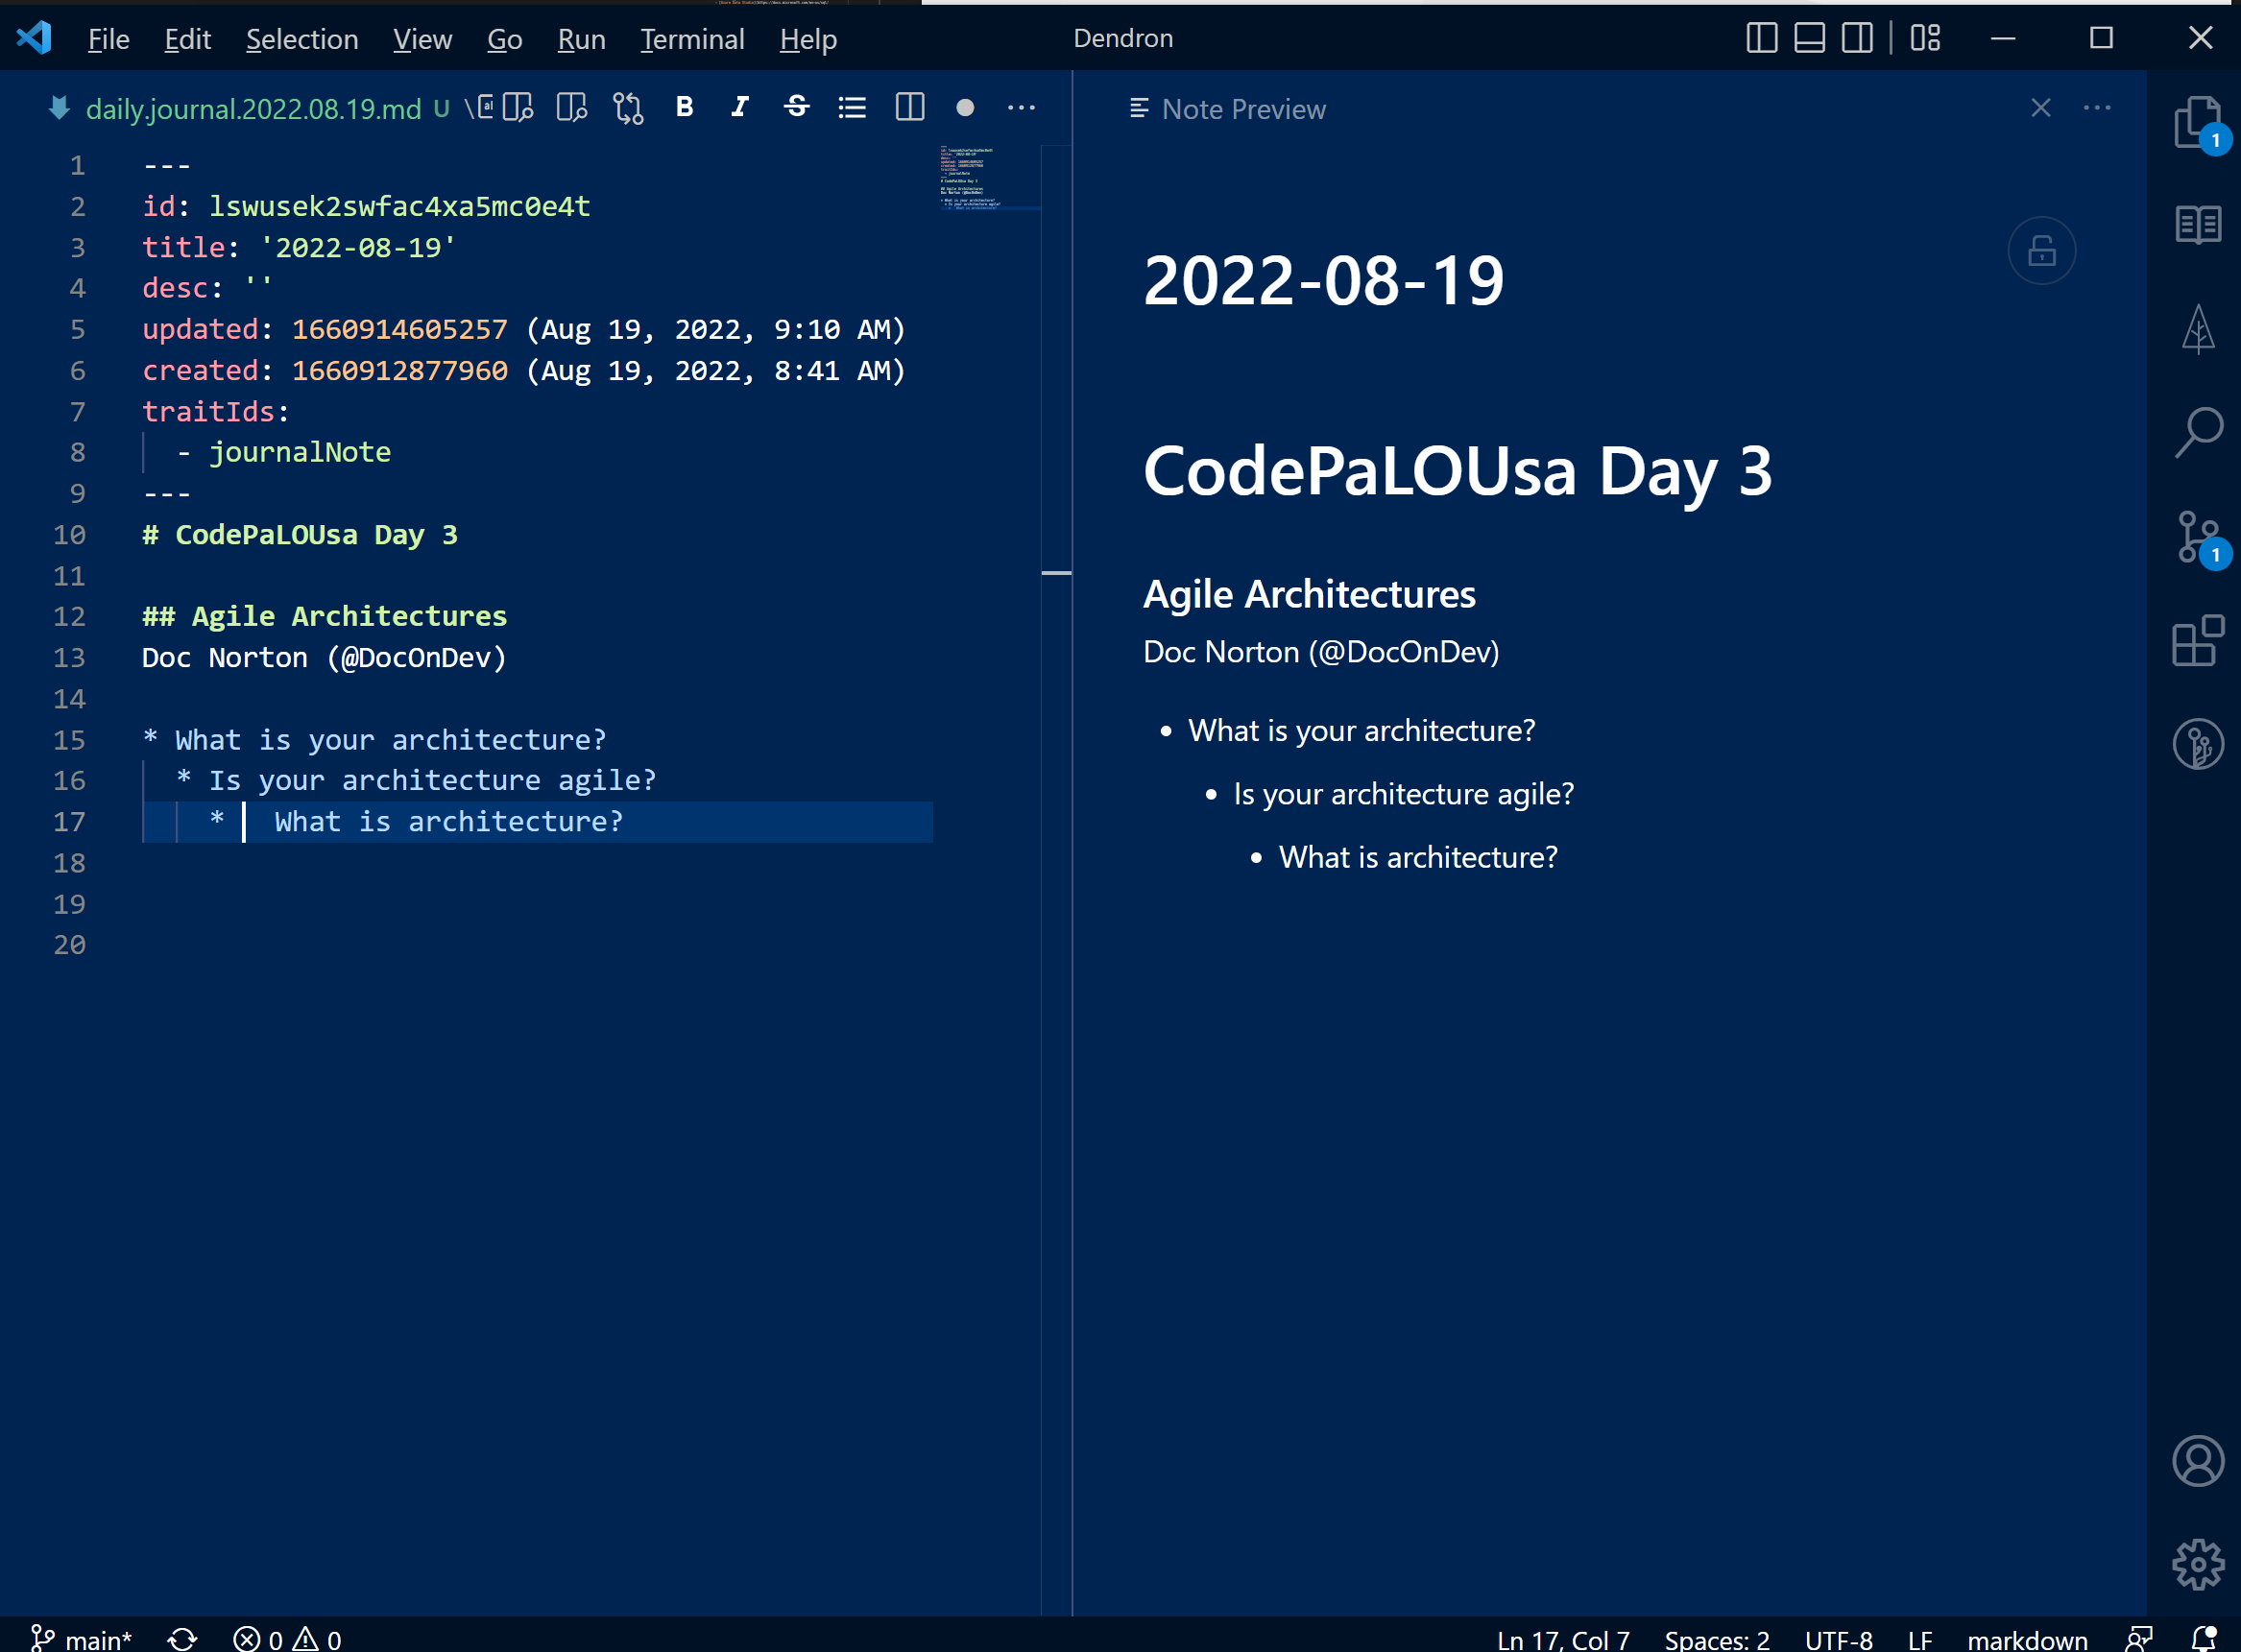 File Edit Selection View Go Run Terminal Help Dendron
daily.journal.2022.08.19.md U
Note Preview
1 ---
2 id: lswusek2swfac4xa5mc0e4t
3 title: '2022-08-19'
4 desc: ''
5 updated: 1660914605257 (Aug 19, 2022, 9:10 AM)
6 created: 1660912877960 (Aug 19, 2022, 8:41 AM)
7 traitIds:
8 - journalNote
9 ---
10 # CodePaLOUsa Day 3
11
12 ## Agile Architectures
13 Doc Norton (@DocOnDev)
14
15 * What is your architecture?
16 * Is your architecture agile?
17 * What is architecture?
18
19
20
2022-08-19
CodePaLOUsa Day 3
Agile Architectures
Doc Norton (@DocOnDev)
• What is your architecture?
• Is your architecture agile?
• What is architecture?
1
1
main* 0 0 Ln 17, Col 7 Spaces: 2 UTF-8 LF markdown